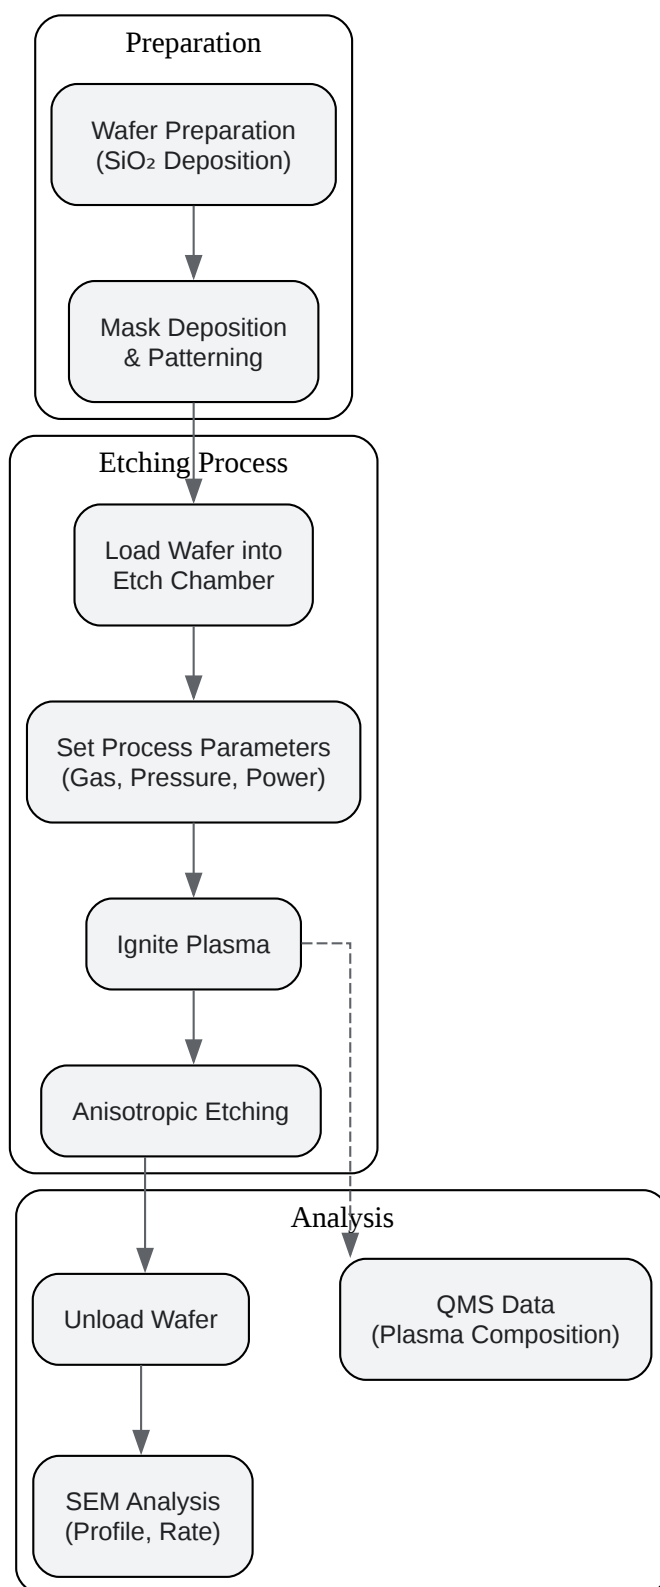 Preparation
Wafer Preparation
(SiO₂ Deposition)
Mask Deposition
& Patterning
Etching Process
Load Wafer into
Etch Chamber
Set Process Parameters
(Gas, Pressure, Power)
Ignite Plasma
Anisotropic Etching
Analysis
Unload Wafer
QMS Data
(Plasma Composition)
SEM Analysis
(Profile, Rate)